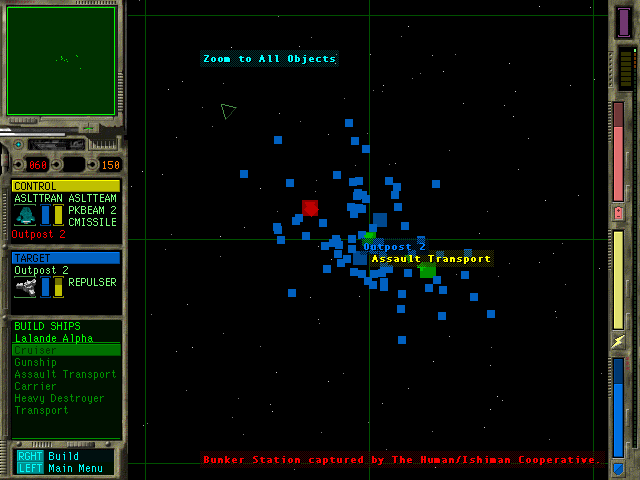 Zoom to All Objects
060 150
CONTROL
ASLTTRAN ASLTTEAM
PKBEAM 2
CMISSILE
Outpost 2
TARGET
Outpost 2
REPULSER
BUILD SHIPS
Lalande Alpha
Cruiser
Gunship
Assault Transport
Carrier
Heavy Destroyer
Transport
RGHT Build
LEFT Main Menu
Outpost 2
Assault Transport
Bunker Station captured by The Human/Ishiman Cooperative.